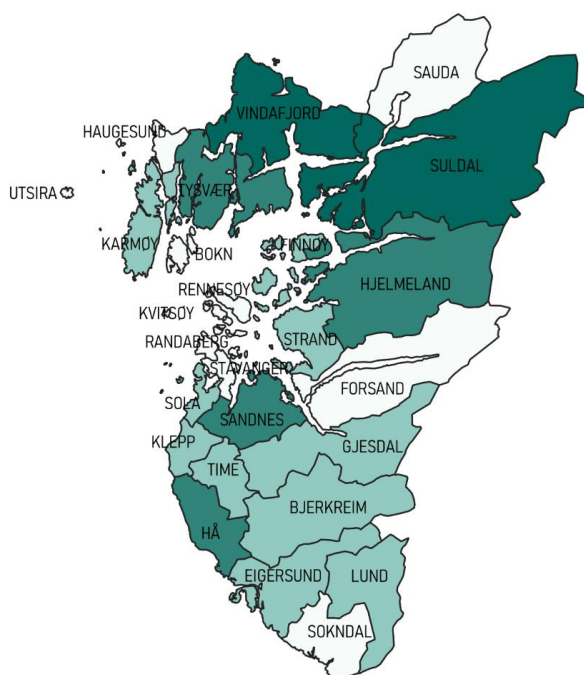 SAUDA
VINDAFJORD
HAUGESUND
SULDAL
UTSIRA
TYSVÆR
KARMØY
BOKN
FINNØY
HJELMELAND
RENNESØY
KVITSØY
STRAND
RANDABERG
STAVANGER
FORSAND
SOLA
SANDNES
KLEPP
GJESDAL
TIME
BJERKREIM
HÅ
EIGERSUND
LUND
SOKNDAL